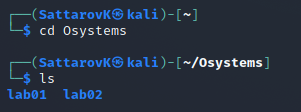 ┌──(SattarovK㉿kali)-[~]
└─$ cd Osystems
┌──(SattarovK㉿kali)-[~/Osystems]
└─$ ls
lab01  lab02